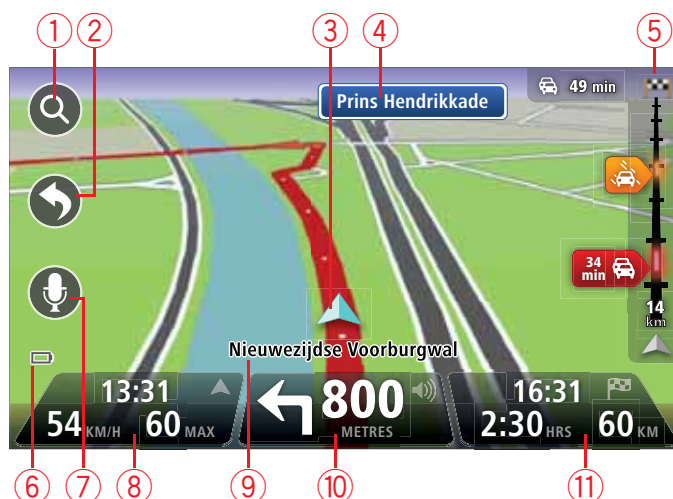 1 2 3 4 5
Prins Hendrikkade
49 min
34 min
14 km
Nieuwezijdse Voorburgwal
13:31
54 KM/H 60 MAX
800 METRES
16:31
2:30 HRS 60 KM
6 7 8 9 10 11